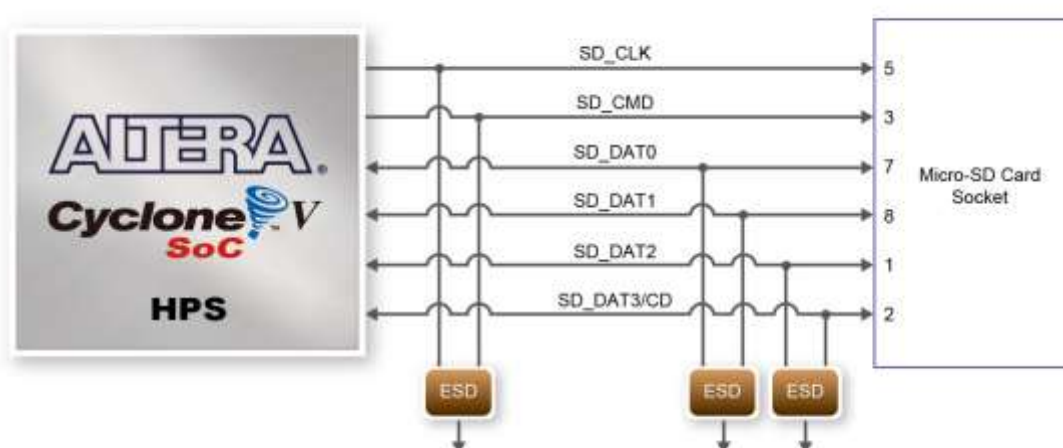 SD_CLK
5
SD_CMD
3
ALTERA.
SD_DAT0
7
Micro-SD Card
Socket
Cyclone V
SoC
SD_DAT1
8
SD_DAT2
1
HPS
SD_DAT3/CD
2
ESD
ESD
ESD